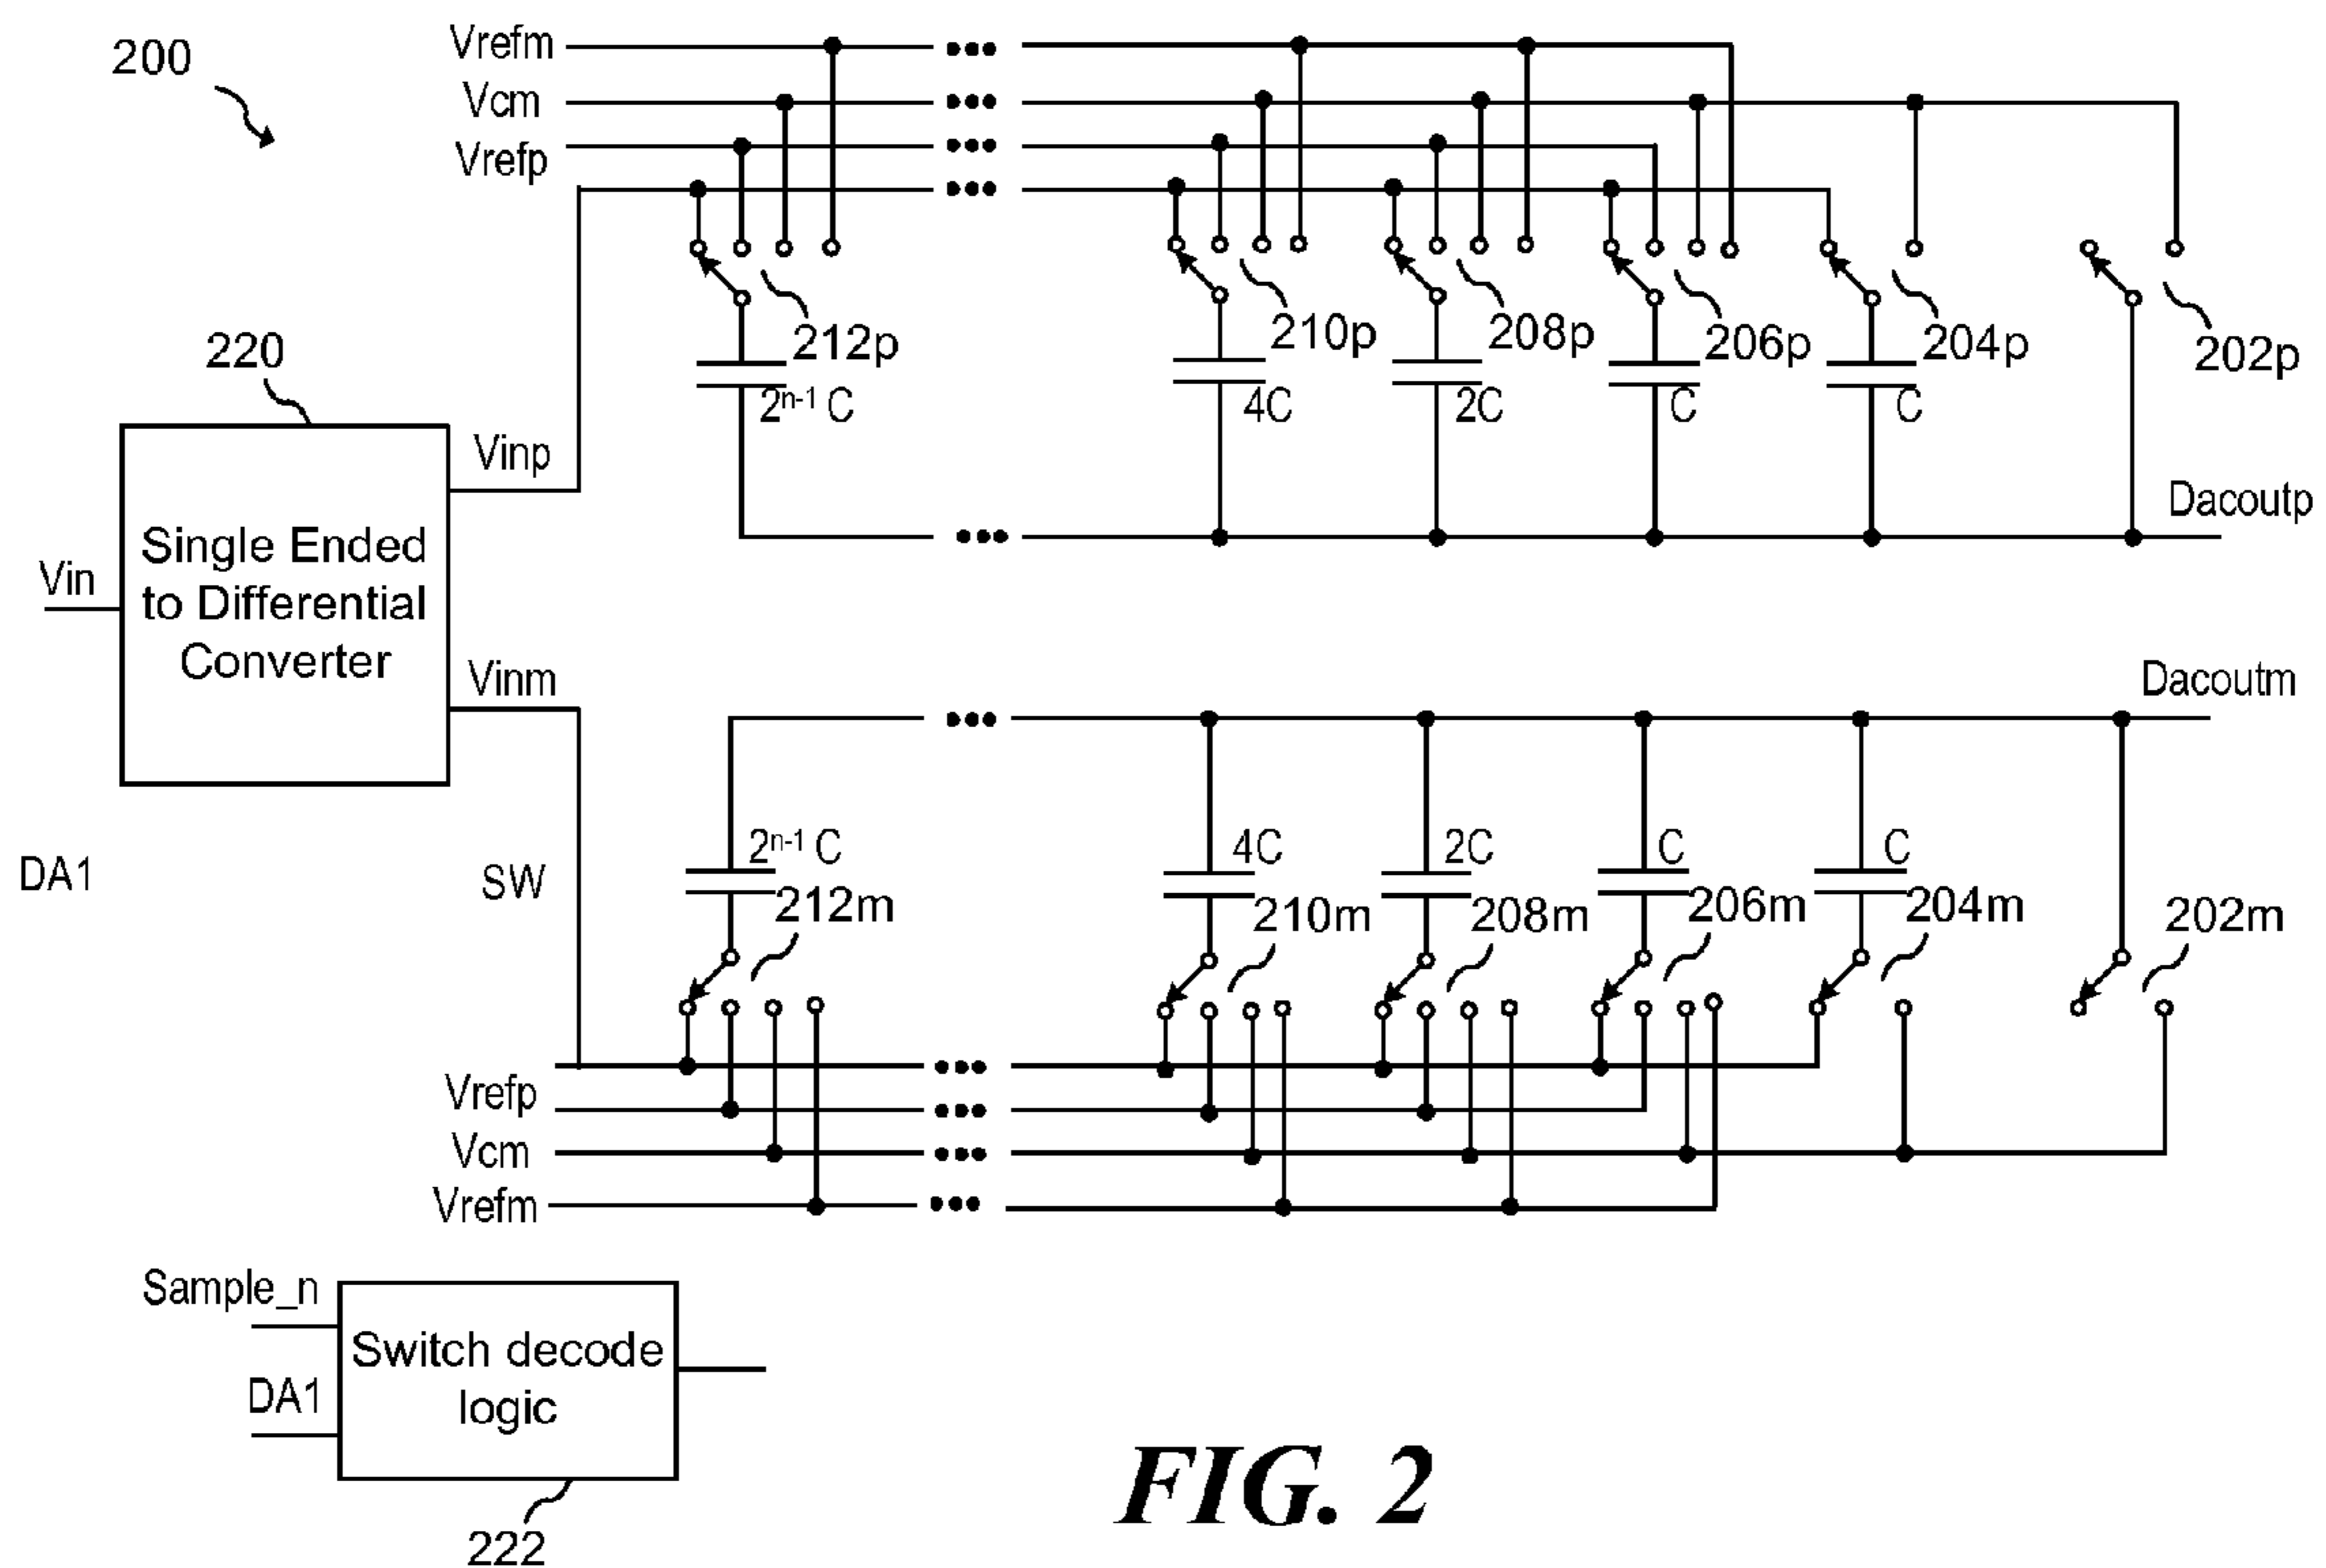 200
Vrefm
Vcm
Vrefp
212p
210p
208p
206p
204p
202p
2n-1 C
4C
2C
C
C
220
Vinp
Dacoutp
Single Ended
to Differential
Converter
Vin
Vinm
Dacoutm
DA1
SW
2n-1 C
4C
2C
C
C
212m
210m
208m
206m
204m
202m
Vrefp
Vcm
Vrefm
Sample_n
DA1
Switch decode
logic
222
FIG. 2